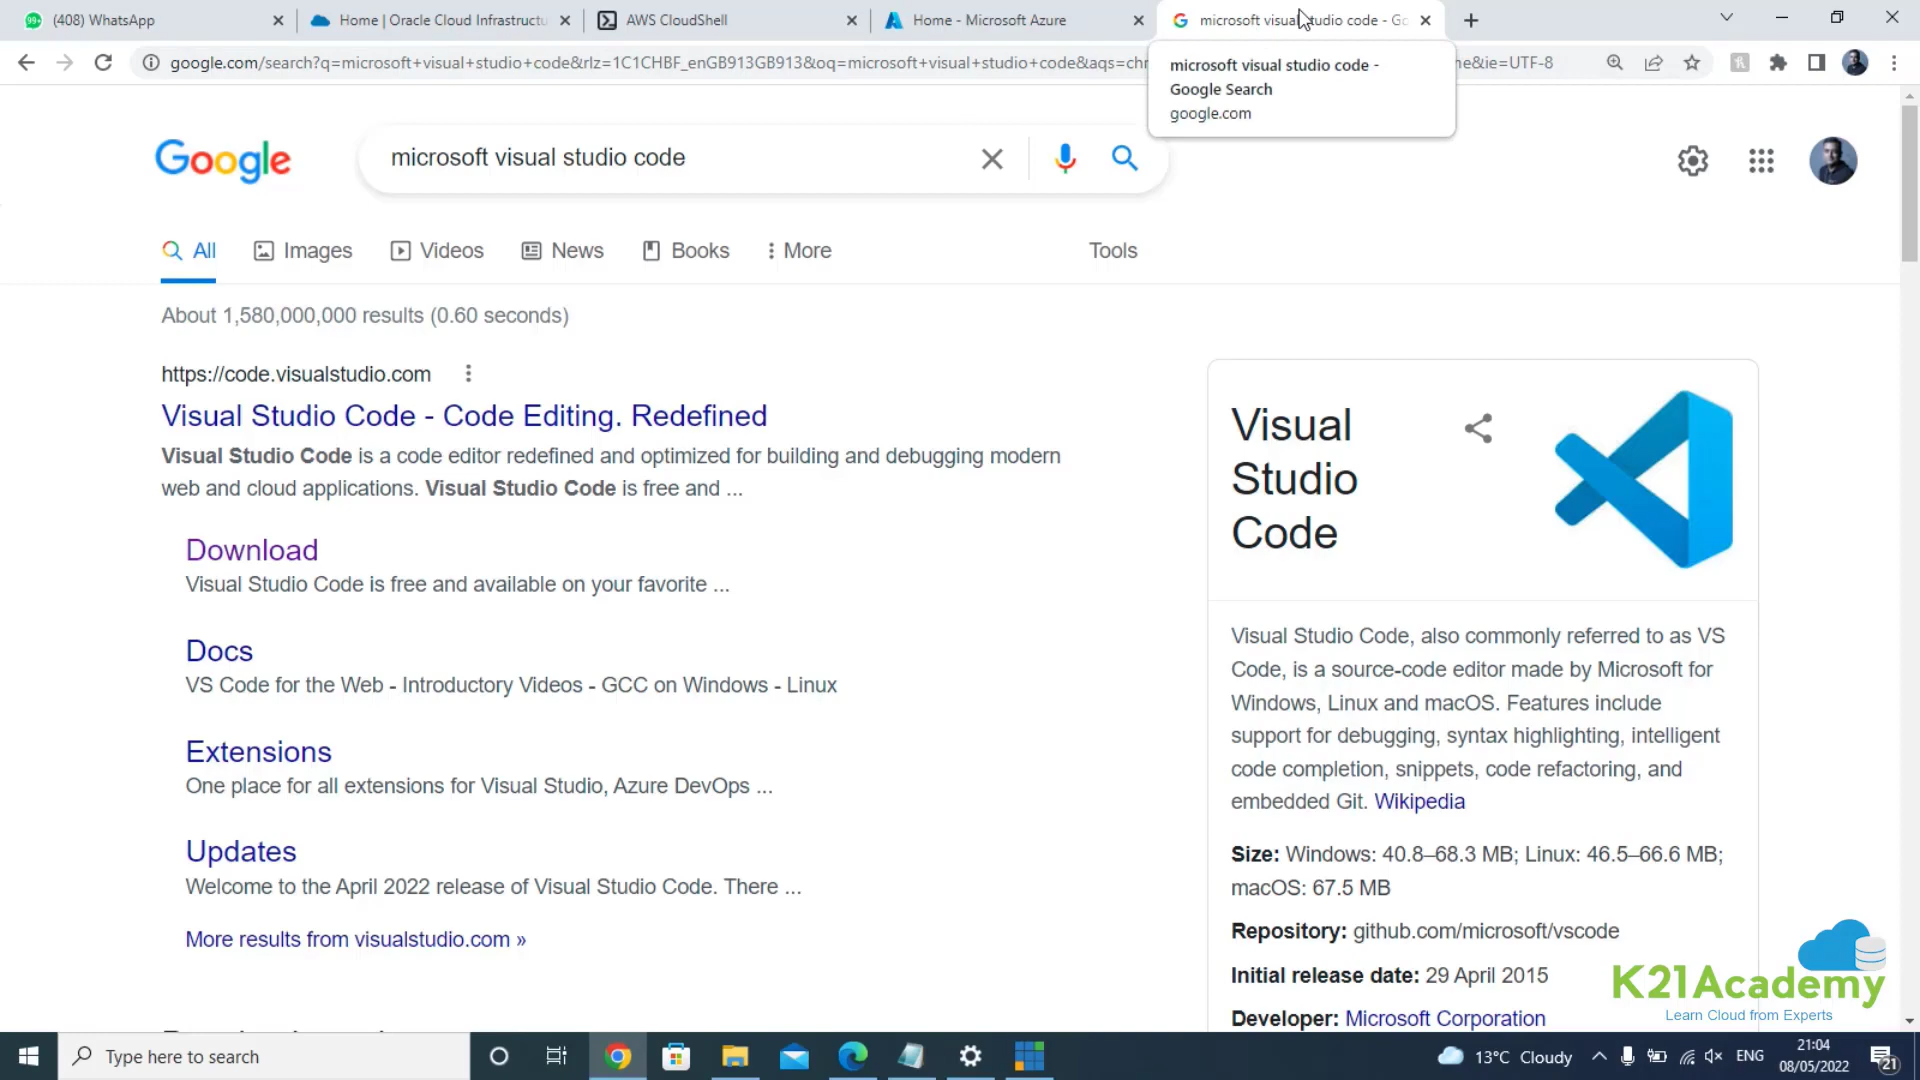 (408) WhatsApp
Home | Oracle Cloud Infrastructu
AWS CloudShell
Home - Microsoft Azure
microsoft visual studio code - Go
google.com/search?q=microsoft+visual+studio+code&rlz=1C1CHBF_enGB913GB913&oq=microsoft+visual+studio+code&aqs=chr
me&ie=UTF-8
microsoft visual studio code -
Google Search
google.com
Google
microsoft visual studio code
All
Images
Videos
News
Books
More
Tools
About 1,580,000,000 results (0.60 seconds)
https://code.visualstudio.com
Visual Studio Code - Code Editing. Redefined
Visual Studio Code is a code editor redefined and optimized for building and debugging modern
web and cloud applications. Visual Studio Code is free and ...
Download
Visual Studio Code is free and available on your favorite ...
Docs
VS Code for the Web - Introductory Videos - GCC on Windows - Linux
Extensions
One place for all extensions for Visual Studio, Azure DevOps ...
Updates
Welcome to the April 2022 release of Visual Studio Code. There ...
More results from visualstudio.com »
Visual
Studio
Code
Visual Studio Code, also commonly referred to as VS
Code, is a source-code editor made by Microsoft for
Windows, Linux and macOS. Features include
support for debugging, syntax highlighting, intelligent
code completion, snippets, code refactoring, and
embedded Git. Wikipedia
Size: Windows: 40.8–68.3 MB; Linux: 46.5–66.6 MB;
macOS: 67.5 MB
Repository: github.com/microsoft/vscode
Initial release date: 29 April 2015
Developer: Microsoft Corporation
K21Academy
Learn Cloud from Experts
Type here to search
13°C Cloudy
ENG
21:04
08/05/2022
21